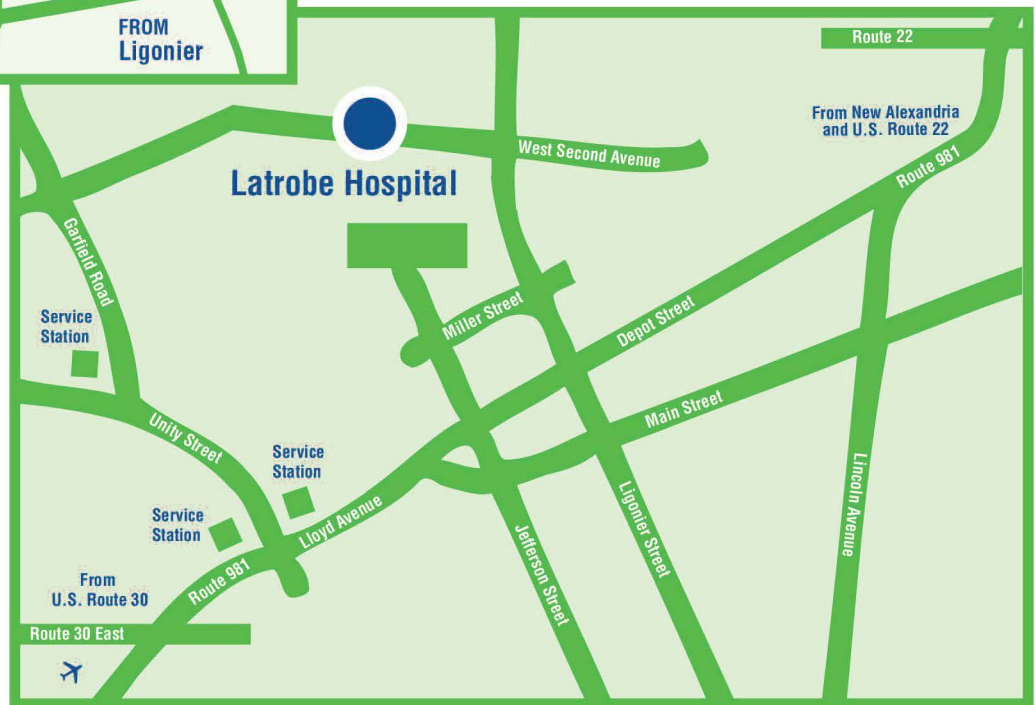 FROM
Ligonier
Route 22
From New Alexandria
and U.S. Route 22
West Second Avenue
Route 981
Latrobe Hospital
Garfield Road
Service
Station
Miller Street
Depot Street
Main Street
Unity Street
Service
Station
Lloyd Avenue
Service
Station
Ligonier Street
Lincoln Avenue
Jefferson Street
Route 981
From
U.S. Route 30
Route 30 East